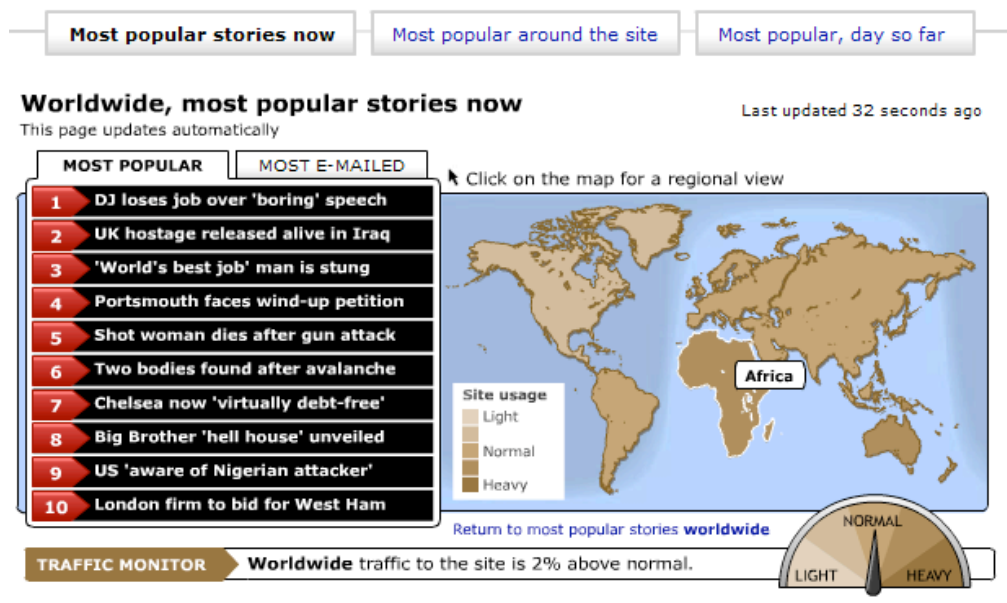 Most popular stories now
Most popular around the site
Most popular, day so far
Worldwide, most popular stories now
Last updated 32 seconds ago
This page updates automatically
MOST POPULAR
MOST E-MAILED
Click on the map for a regional view
1 DJ loses job over 'boring' speech
2 UK hostage released alive in Iraq
3 'World's best job' man is stung
4 Portsmouth faces wind-up petition
5 Shot woman dies after gun attack
6 Two bodies found after avalanche
7 Chelsea now 'virtually debt-free'
8 Big Brother 'hell house' unveiled
9 US 'aware of Nigerian attacker'
10 London firm to bid for West Ham
Africa
Site usage
Light
Normal
Heavy
Return to most popular stories worldwide
TRAFFIC MONITOR
Worldwide traffic to the site is 2% above normal.
LIGHT
NORMAL
HEAVY